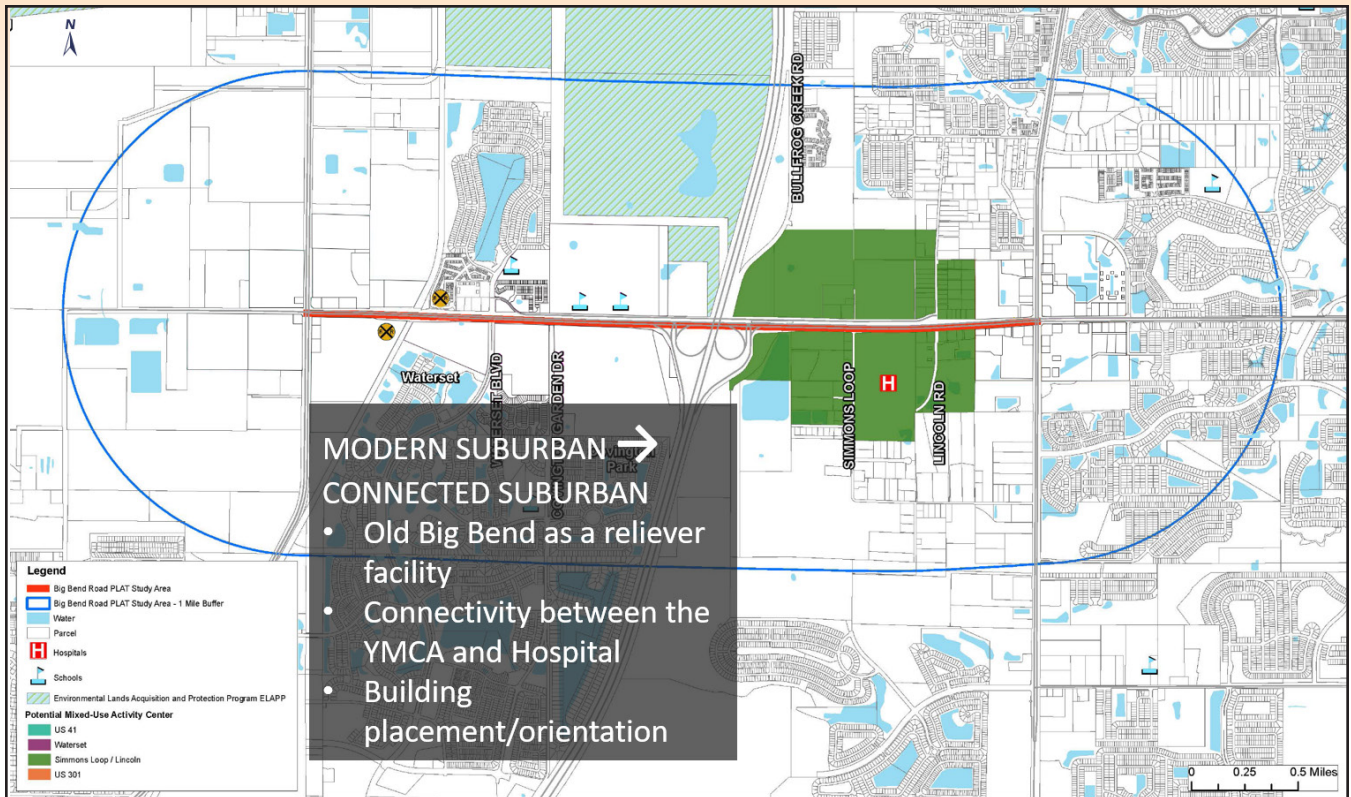 N
BULLFROG CREEK RD
Waterset
WATERSET BLVD
GARDEN DR
SIMMONS LOOP
LINCOLN RD
H
Park
MODERN SUBURBAN →
CONNECTED SUBURBAN
• Old Big Bend as a reliever
facility
• Connectivity between the
YMCA and Hospital
• Building
placement/orientation
Legend
Big Bend Road PLAT Study Area
Big Bend Road PLAT Study Area - 1 Mile Buffer
Water
Parcel
H Hospitals
Schools
Environmental Lands Acquisition and Protection Program ELAPP
Potential Mixed-Use Activity Center
US 41
Waterset
Simmons Loop / Lincoln
US 301
0 0.25 0.5 Miles